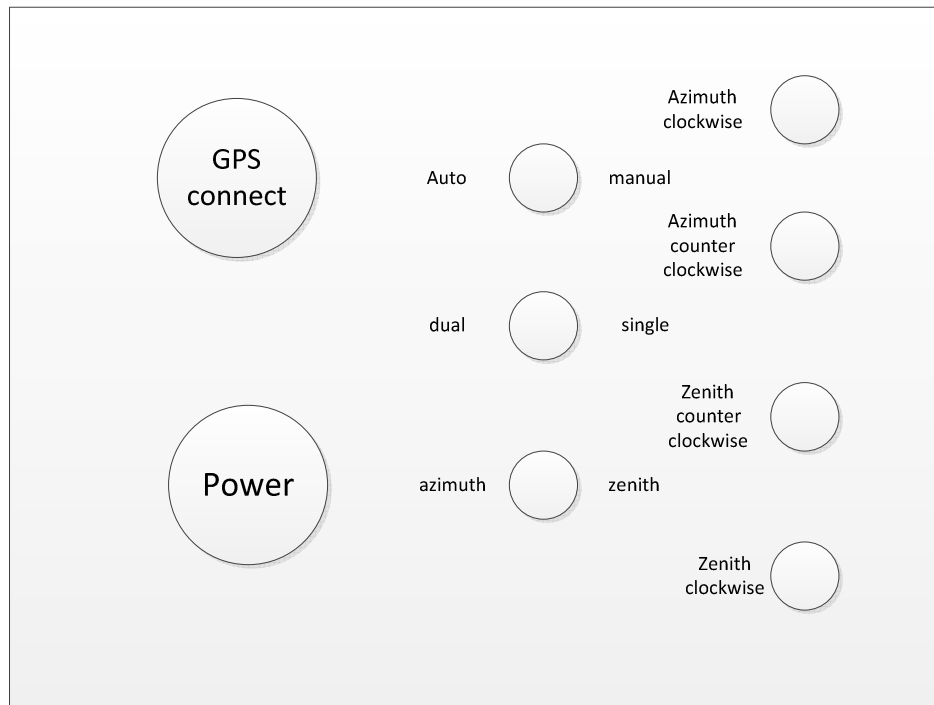 GPS
connect
Auto
manual
dual
single
Power
azimuth
zenith
Azimuth
clockwise
Azimuth
counter
clockwise
Zenith
counter
clockwise
Zenith
clockwise